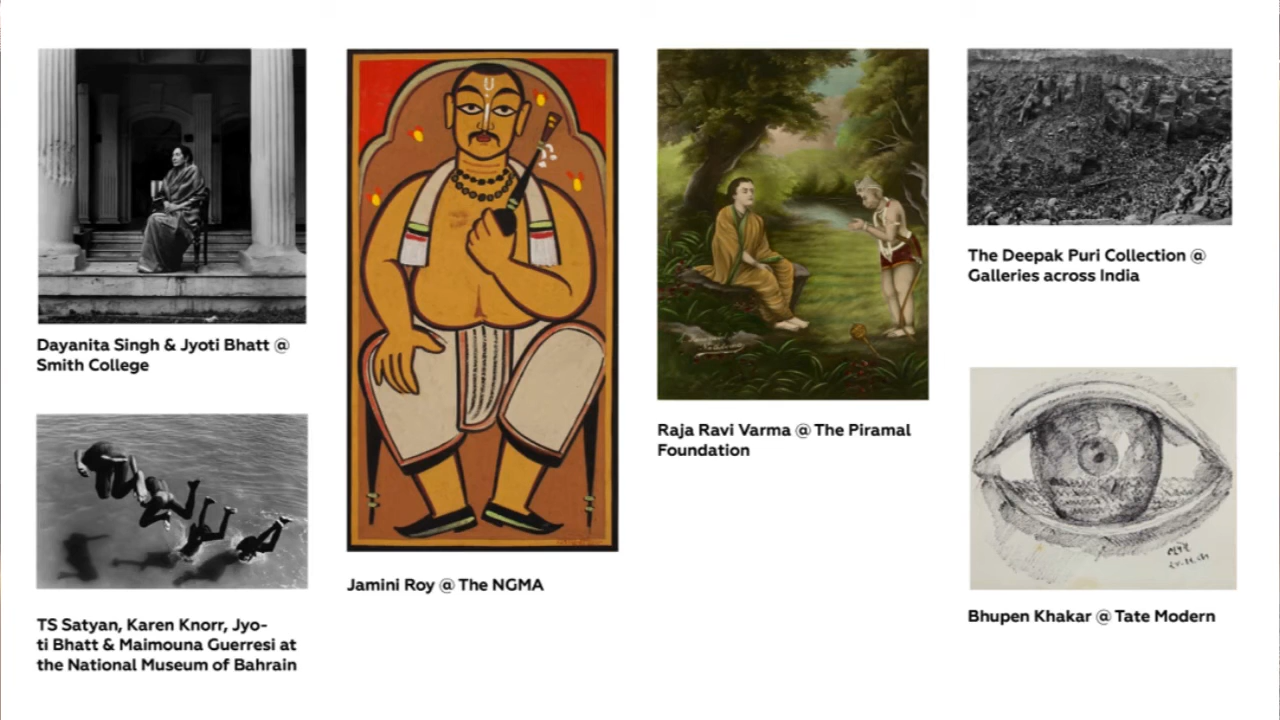 Dayanita Singh & Jyoti Bhatt @
Smith College
TS Satyan, Karen Knorr, Jyo-
ti Bhatt & Maimouna Guerresi at
the National Museum of Bahrain
Jamini Roy @ The NGMA
Raja Ravi Varma @ The Piramal
Foundation
The Deepak Puri Collection @
Galleries across India
Bhupen Khakar @ Tate Modern